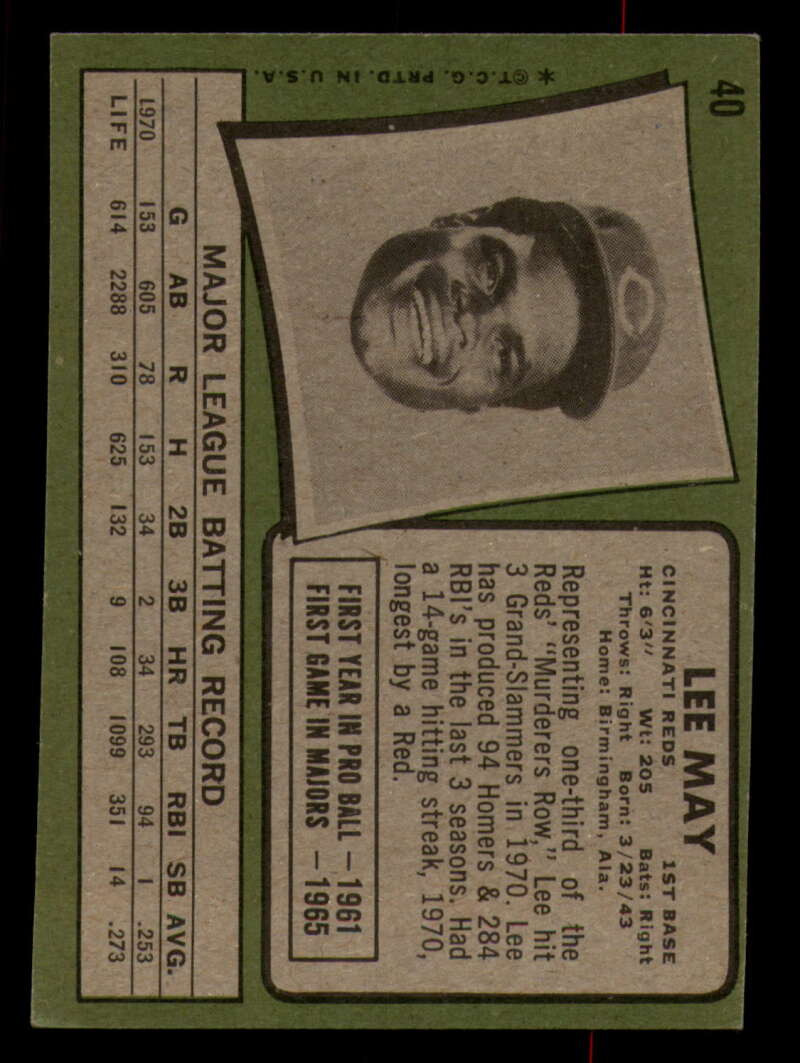 40
LEE MAY
CINCINNATI REDS 1ST BASE
Ht: 6'3" Wt: 205 Bats: Right
Throws: Right Born: 3/23/43
Home: Birmingham, Ala.
Representing one-third of the
Reds' "Murderers Row," Lee hit
3 Grand-Slammers in 1970. Lee
has produced 94 Homers & 284
RBI's in the last 3 seasons. Had
a 14-game hitting streak, 1970,
longest by a Red.
FIRST YEAR IN PRO BALL — 1961
FIRST GAME IN MAJORS — 1965
C
MAJOR LEAGUE BATTING RECORD
G AB R H 2B 3B HR TB RBI SB AVG.
1970 153 605 78 153 34 2 34 293 94 1 .253
LIFE 614 2288 310 625 132 9 108 1099 351 14 .273
* © T.C.G. PRTD. IN U.S.A.